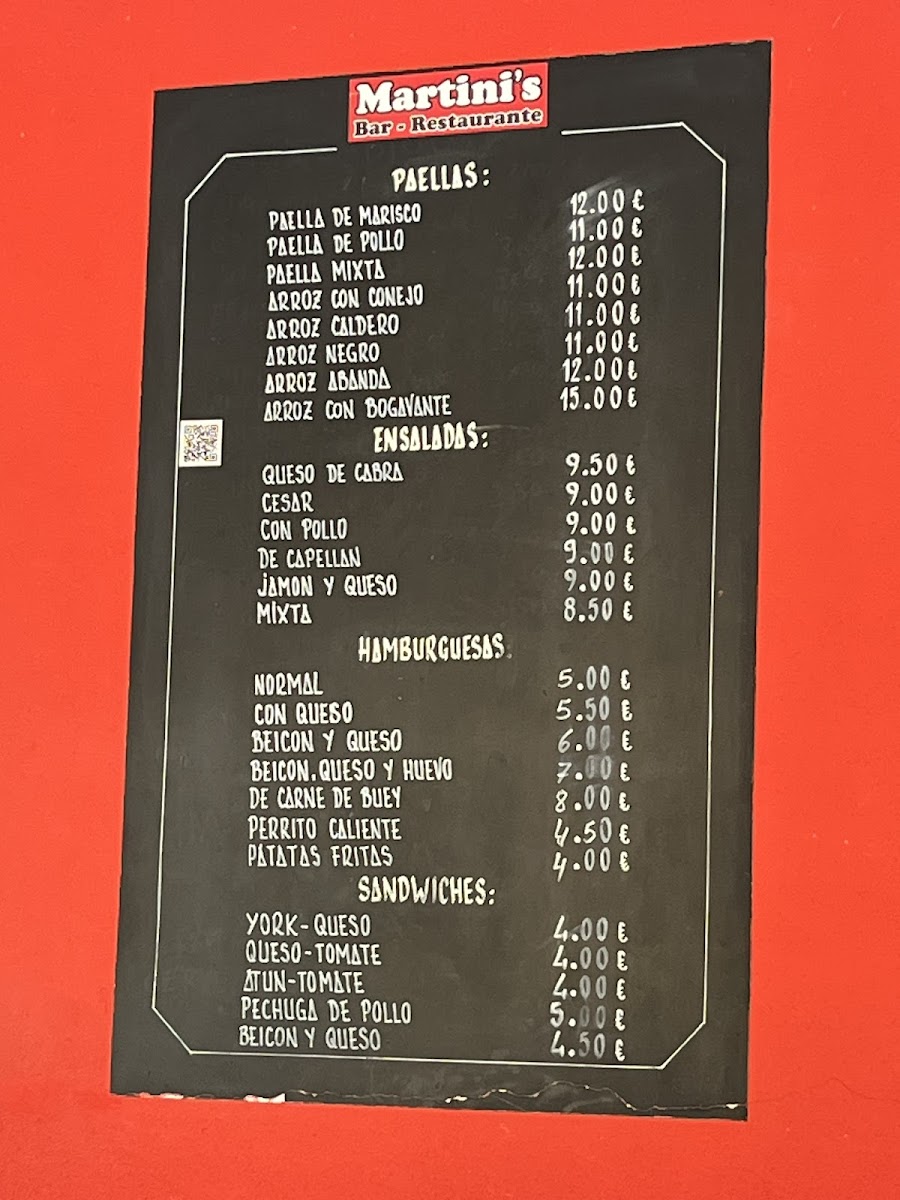 Martini's
Bar - Restaurante
PAELLAS:
PAELLA DE MARISCO 12.00 €
PAELLA DE POLLO 11.00 €
PAELLA MIXTA 12.00 €
ARROZ CON CONEJO 11.00 €
ARROZ CALDERO 11.00 €
ARROZ NEGRO 11.00 €
ARROZ ABANDA 12.00 €
ARROZ CON BOGAVANTE 15.00 €
ENSALADAS:
QUESO DE CABRA 9.50 €
CESAR 9.00 €
CON POLLO 9.00 €
DE CAPELLAN 9.00 €
JAMON Y QUESO 9.00 €
MIXTA 8.50 €
HAMBURGUESAS.
NORMAL 5.00 €
CON QUESO 5.50 €
BEICON Y QUESO 6.00 €
BEICON.QUESO Y HUEVO 7.00 €
DE CARNE DE BUEY 8.00 €
PERRITO CALIENTE 4.50 €
PATATAS FRITAS 4.00 €
SANDWICHES:
YORK-QUESO 4.00 €
QUESO-TOMATE 4.00 €
ATUN-TOMATE 4.00 €
PECHUGA DE POLLO 5.00 €
BEICON Y QUESO 4.50 €